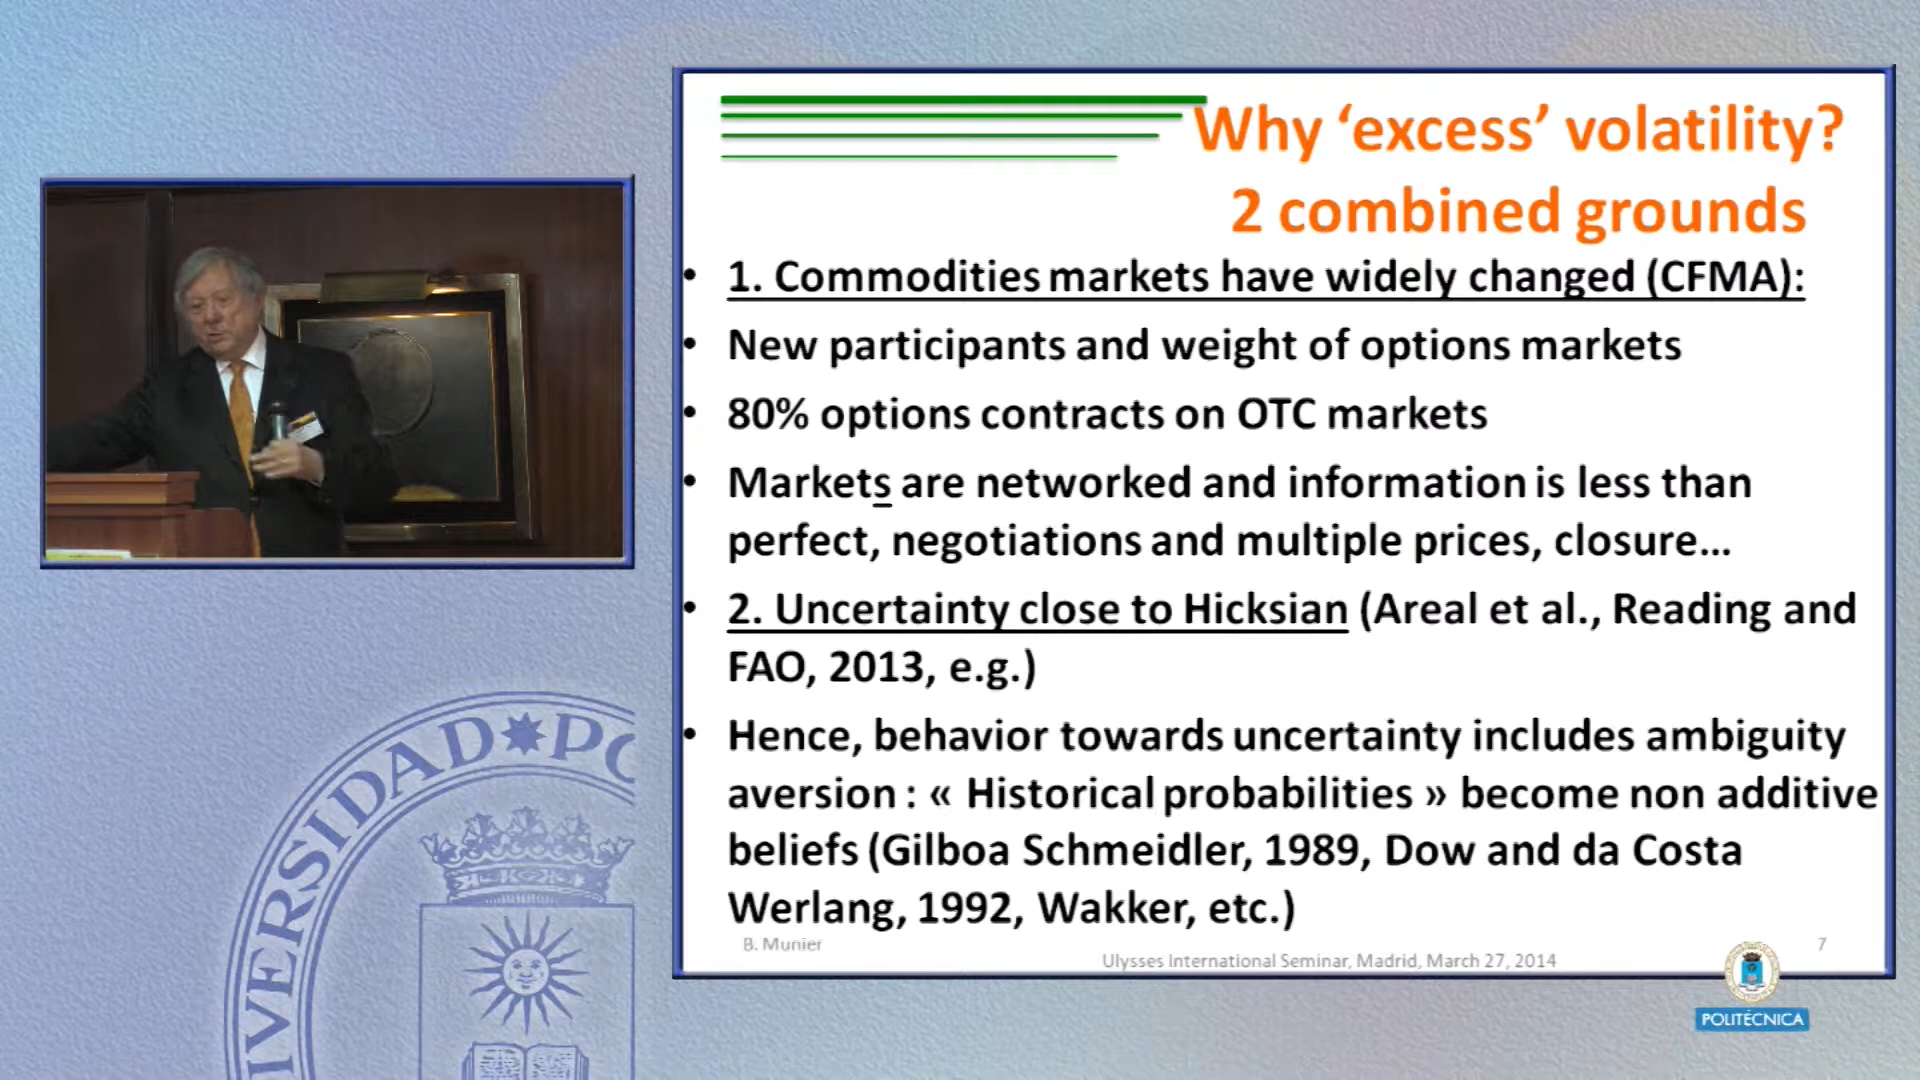 Why ‘excess’ volatility?
2 combined grounds
• 1. Commodities markets have widely changed (CFMA):
• New participants and weight of options markets
• 80% options contracts on OTC markets
• Markets are networked and information is less than
perfect, negotiations and multiple prices, closure...
• 2. Uncertainty close to Hicksian (Areal et al., Reading and
FAO, 2013, e.g.)
• Hence, behavior towards uncertainty includes ambiguity
aversion : « Historical probabilities » become non additive
beliefs (Gilboa Schmeidler, 1989, Dow and da Costa
Werlang, 1992, Wakker, etc.)
B. Munier
Ulysses International Seminar, Madrid, March 27, 2014
7
POLITÉCNICA
IVERSIDAD PO